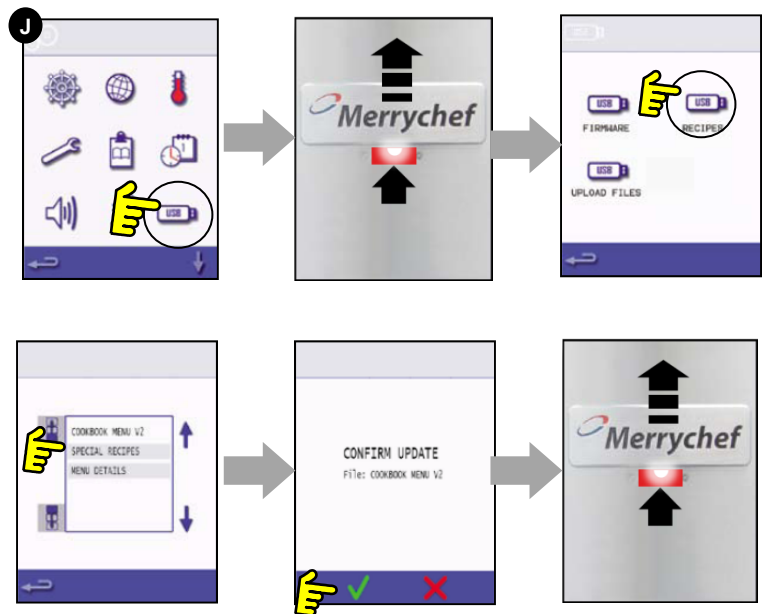 J
USB
Merrychef
USB
USB
USB
FIRMWARE
RECIPES
USB
UPLOAD FILES
COOKBOOK MENU V2
SPECIAL RECIPES
MENU DETAILS
CONFIRM UPDATE
File: COOKBOOK MENU V2
Merrychef